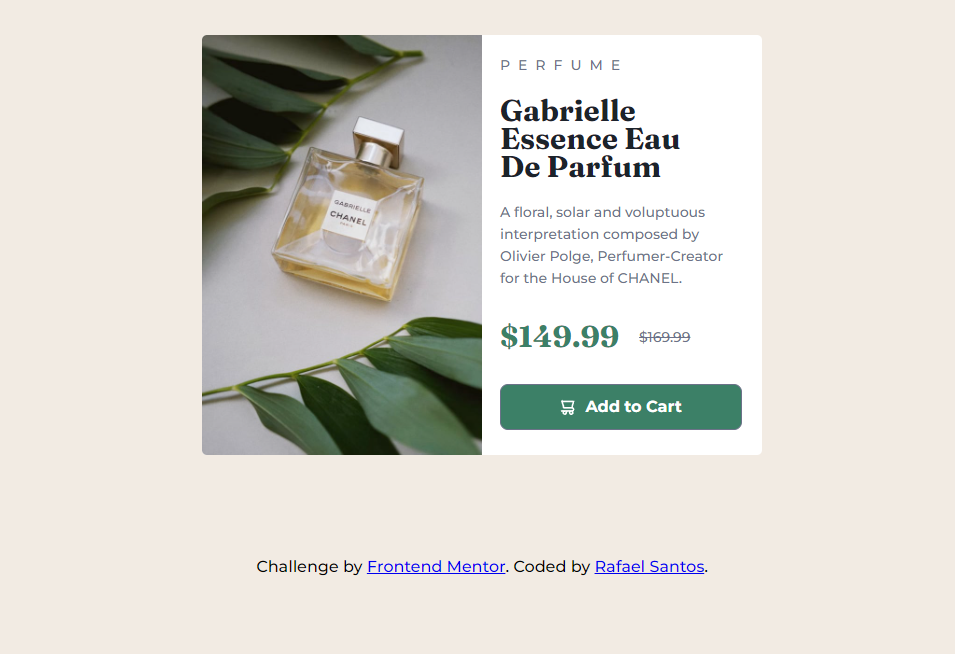 PERFUME
Gabrielle
Essence Eau
De Parfum
A floral, solar and voluptuous
interpretation composed by
Olivier Polge, Perfumer-Creator
for the House of CHANEL.
$149.99 $169.99
Add to Cart
GABRIELLE
CHANEL
PARIS
Challenge by Frontend Mentor. Coded by Rafael Santos.